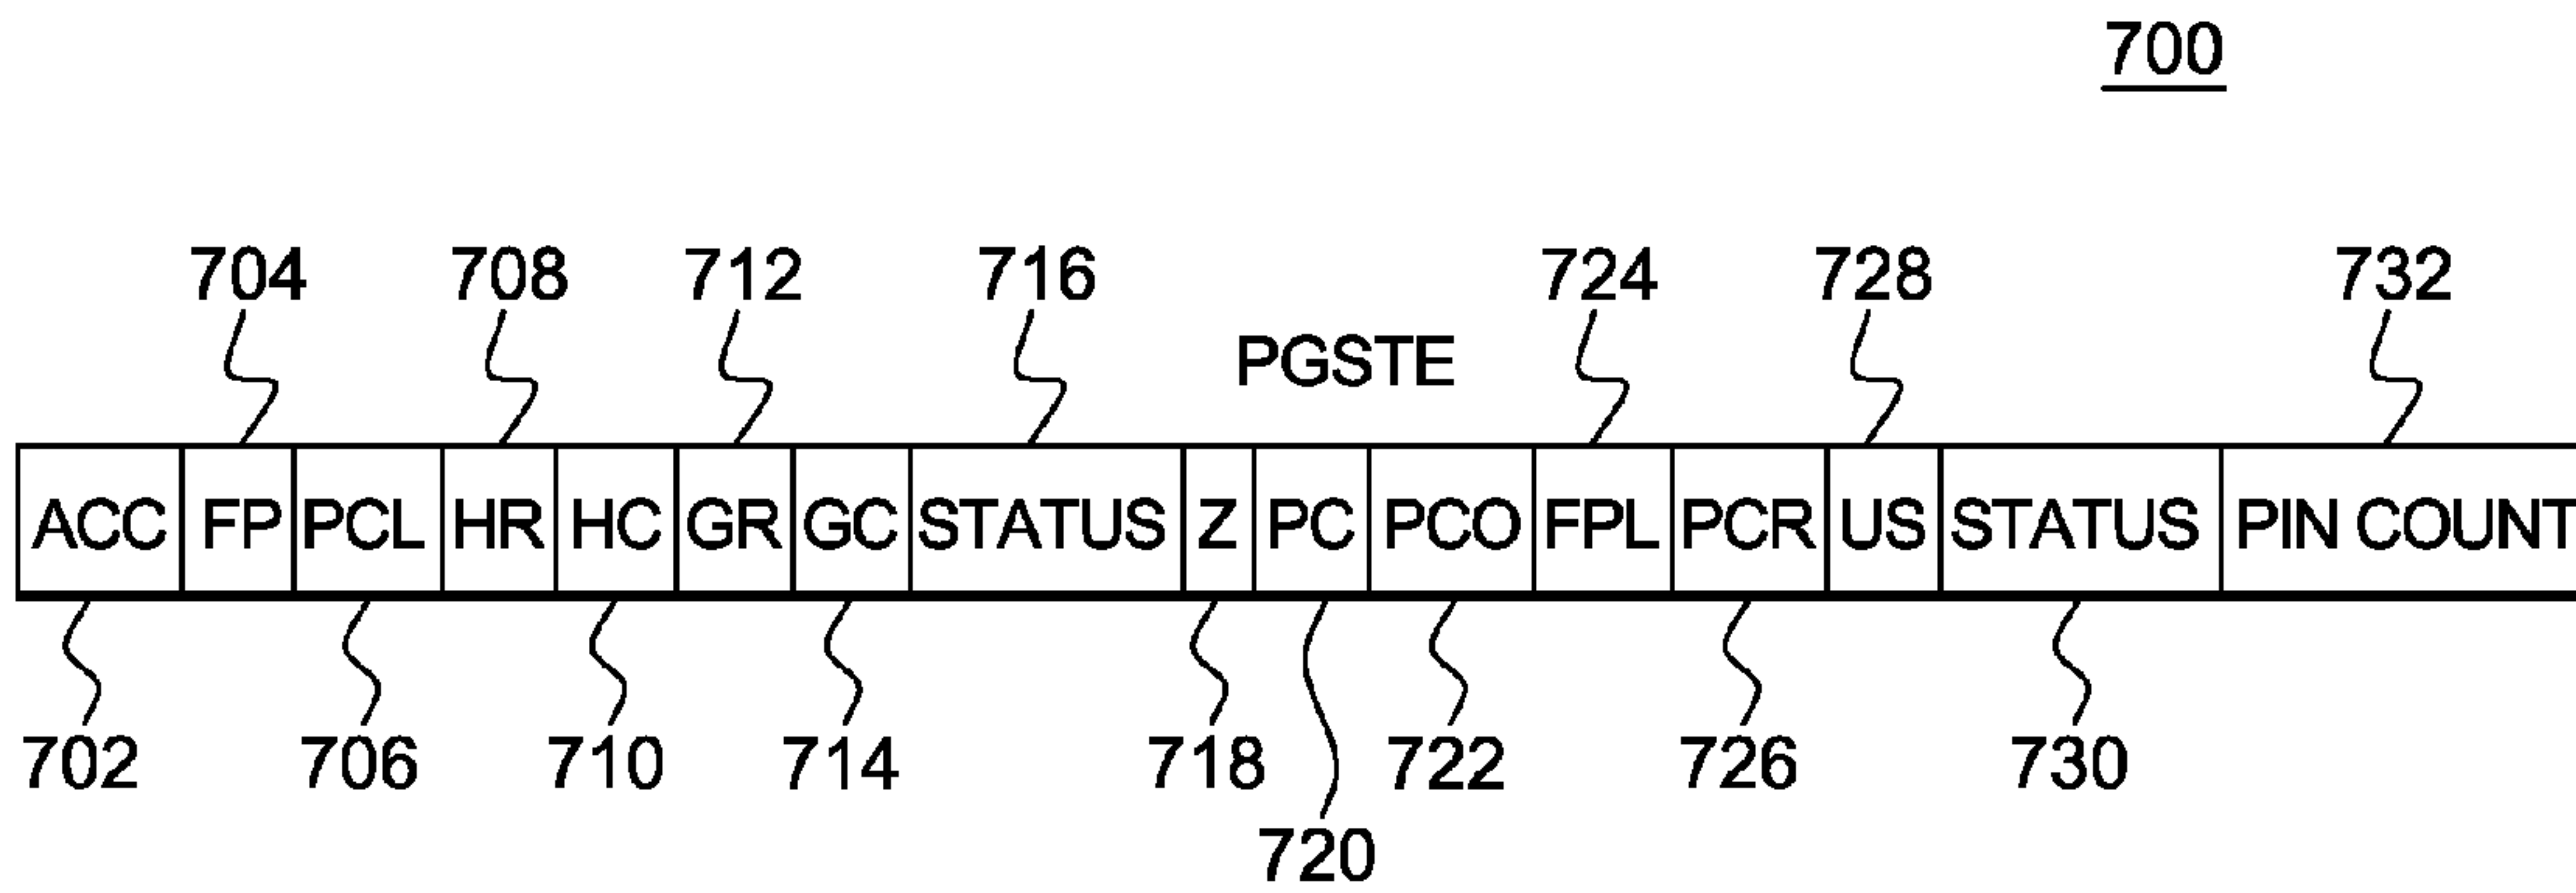 700
704 708 712 716 724 728 732
PGSTE
ACC FP PCL HR HC GR GC STATUS Z PC PCO FPL PCR US STATUS PIN COUNT
702 706 710 714 718 722 726 730
720